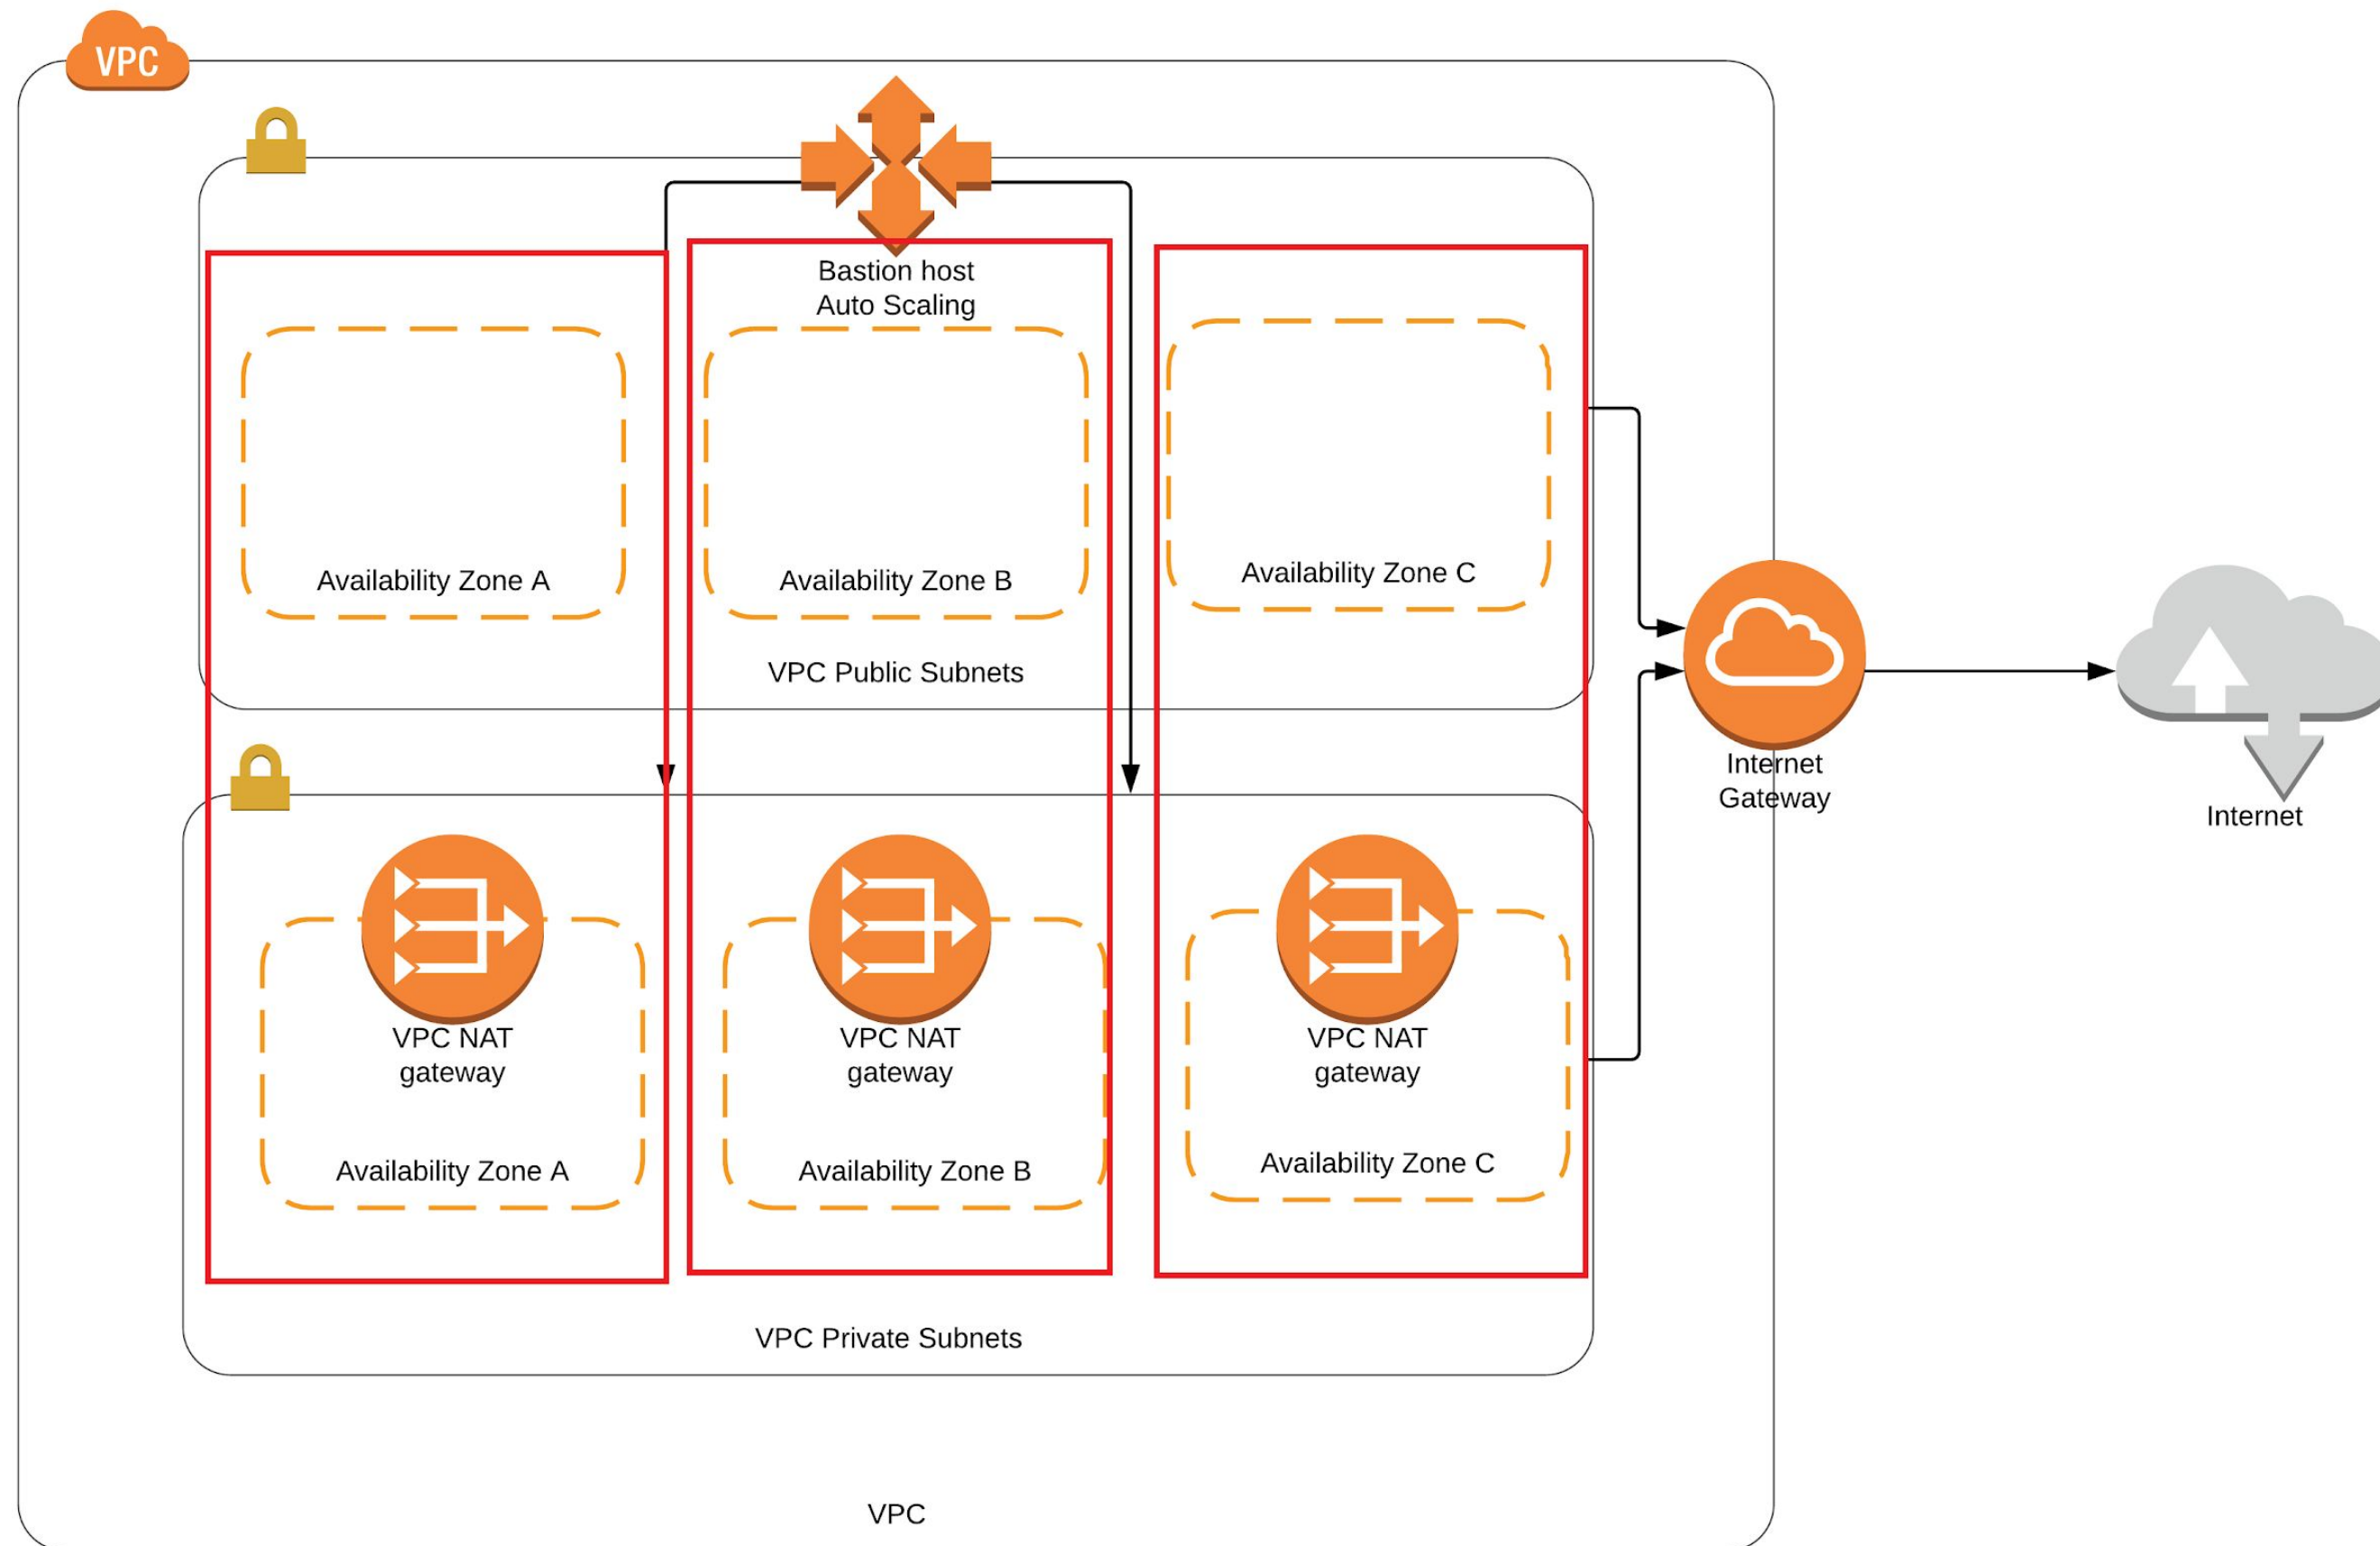 VPC
Bastion host
Auto Scaling
Availability Zone A
Availability Zone B
Availability Zone C
VPC Public Subnets
Internet
Gateway
Internet
VPC NAT
gateway
VPC NAT
gateway
VPC NAT
gateway
Availability Zone A
Availability Zone B
Availability Zone C
VPC Private Subnets
VPC